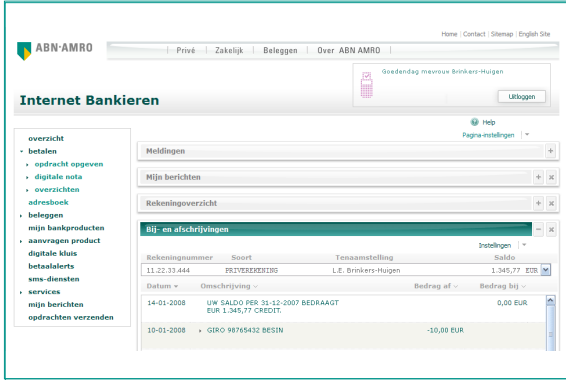 Home | Contact | Sitemap | English Site
ABN·AMRO
Privé | Zakelijk | Beleggen | Over ABN AMRO
Goedendag mevrouw Brinkers-Huigen
Uitloggen
Internet Bankieren
Help
Pagina-instellingen
overzicht
betalen
opdracht opgeven
digitale nota
overzichten
adresboek
beleggen
mijn bankproducten
aanvragen product
digitale kluis
betaalalerts
sms-diensten
services
mijn berichten
opdrachten verzenden
Meldingen
Mijn berichten
Rekeningoverzicht
Bij- en afschrijvingen
Instellingen
Rekeningnummer Soort Tenaamstelling Saldo
11.22.33.444 PRIVEREKENING L.E. Brinkers-Huigen 1.345,77 EUR
Datum Omschrijving Bedrag af Bedrag bij
14-01-2008 UW SALDO PER 31-12-2007 BEDRAAGT 0,00 EUR
EUR 1.345,77 CREDIT.
10-01-2008 GIRO 98765432 BESIN -10,00 EUR